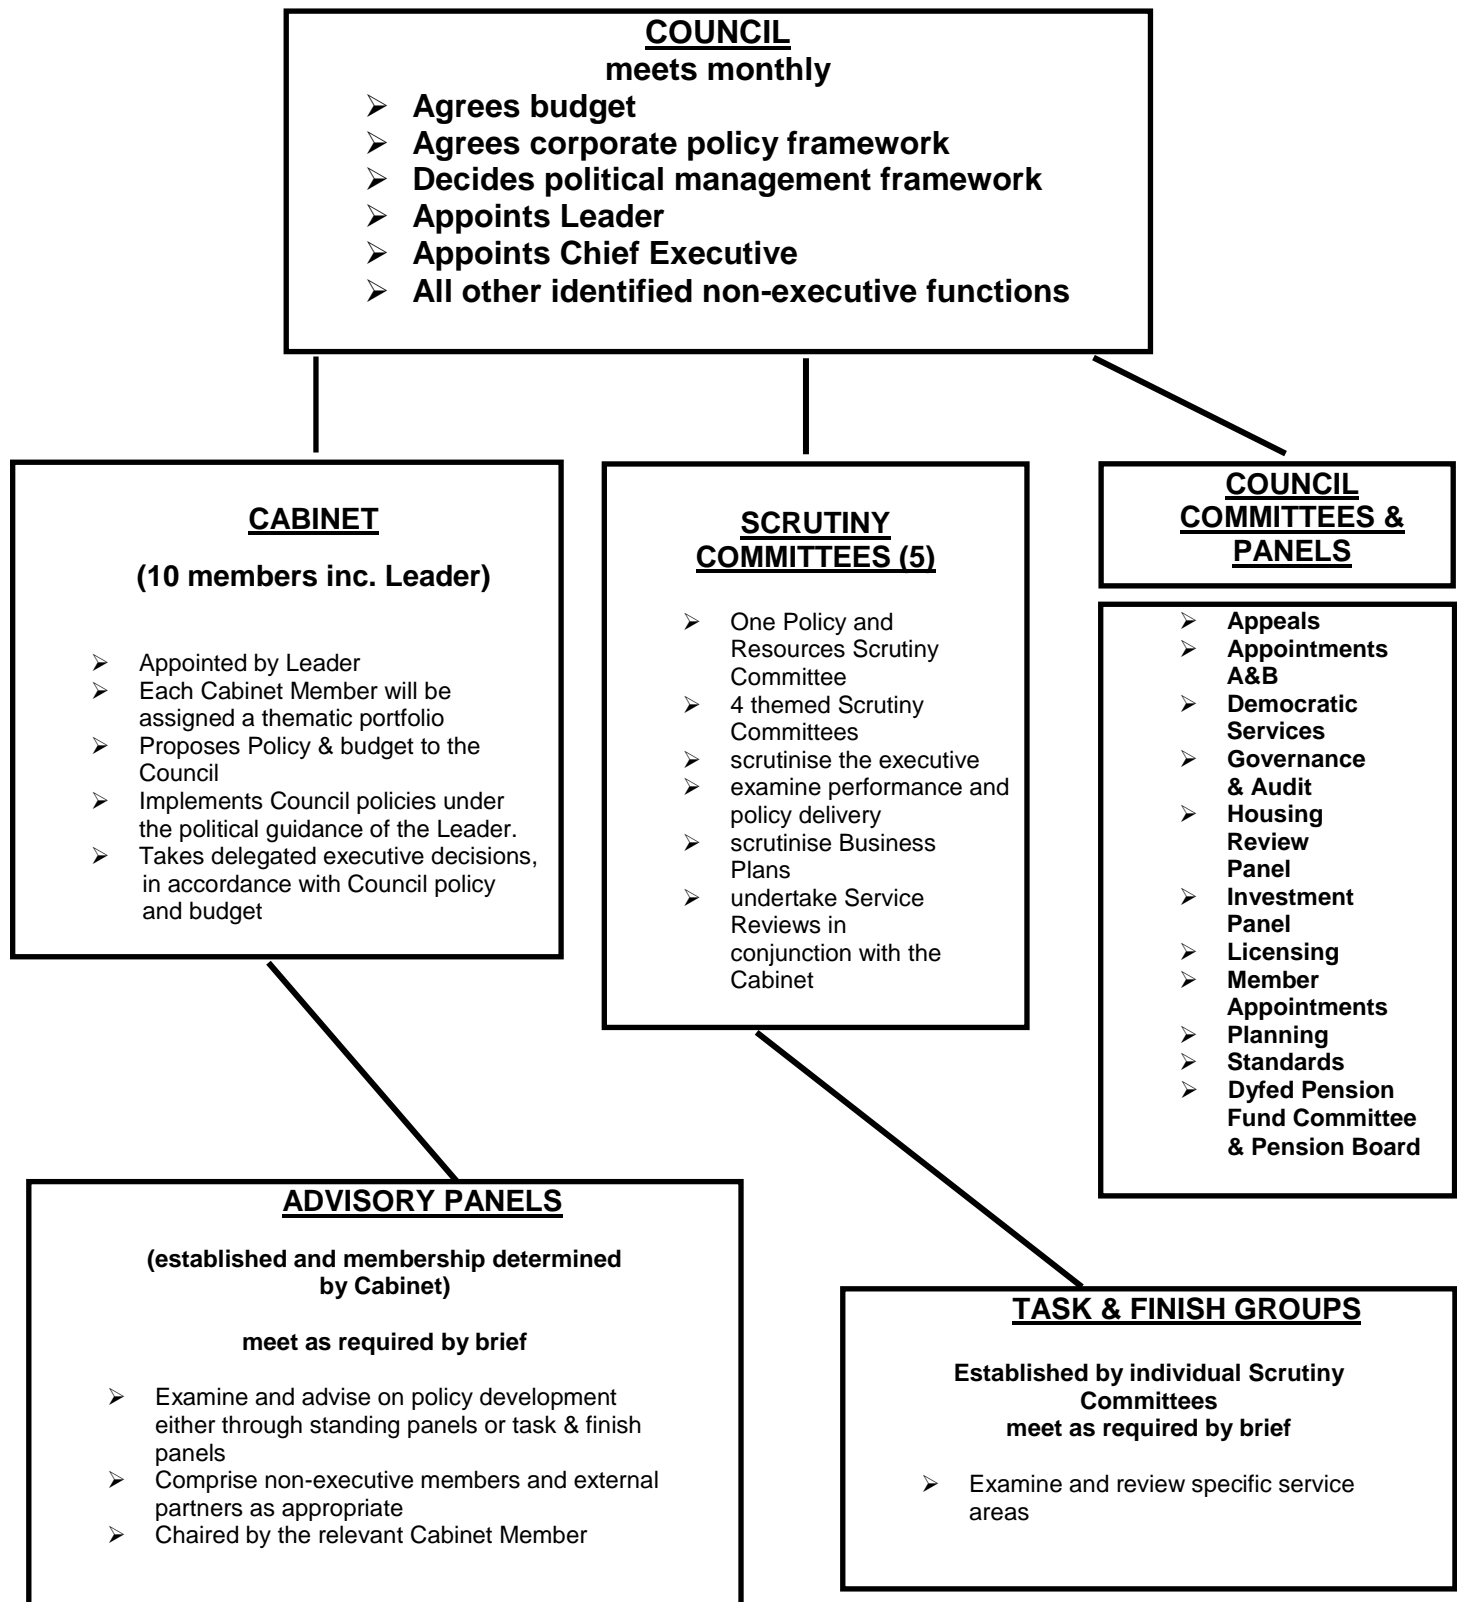 COUNCIL
meets monthly
➢ Agrees budget
➢ Agrees corporate policy framework
➢ Decides political management framework
➢ Appoints Leader
➢ Appoints Chief Executive
➢ All other identified non-executive functions
CABINET
(10 members inc. Leader)
➢ Appointed by Leader
➢ Each Cabinet Member will be
assigned a thematic portfolio
➢ Proposes Policy & budget to the
Council
➢ Implements Council policies under
the political guidance of the Leader.
➢ Takes delegated executive decisions,
in accordance with Council policy
and budget
SCRUTINY
COMMITTEES (5)
➢ One Policy and
Resources Scrutiny
Committee
➢ 4 themed Scrutiny
Committees
➢ scrutinise the executive
➢ examine performance and
policy delivery
➢ scrutinise Business
Plans
➢ undertake Service
Reviews in
conjunction with the
Cabinet
COUNCIL
COMMITTEES &
PANELS
➢ Appeals
➢ Appointments
A&B
➢ Democratic
Services
➢ Governance
& Audit
➢ Housing
Review
Panel
➢ Investment
Panel
➢ Licensing
➢ Member
Appointments
➢ Planning
➢ Standards
➢ Dyfed Pension
Fund Committee
& Pension Board
ADVISORY PANELS
(established and membership determined
by Cabinet)
meet as required by brief
➢ Examine and advise on policy development
either through standing panels or task & finish
panels
➢ Comprise non-executive members and external
partners as appropriate
➢ Chaired by the relevant Cabinet Member
TASK & FINISH GROUPS
Established by individual Scrutiny
Committees
meet as required by brief
➢ Examine and review specific service
areas